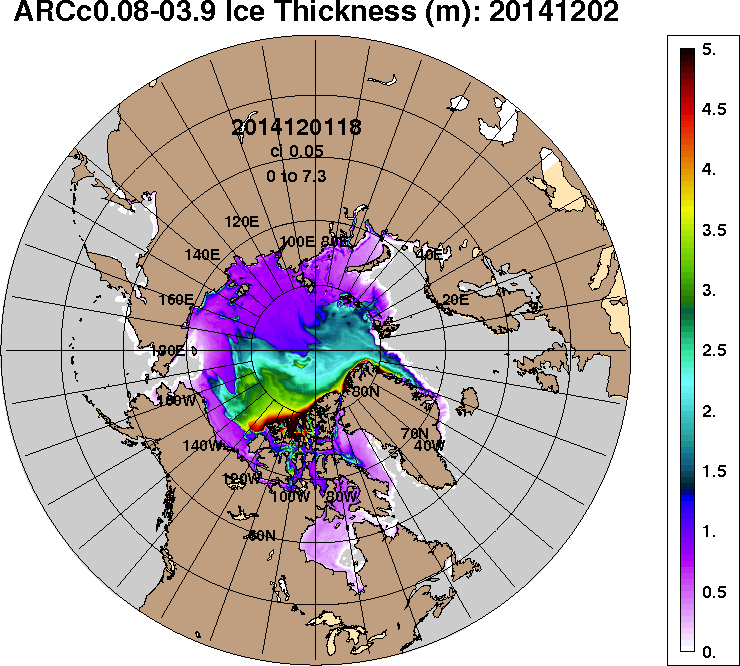 ARCc0.08-03.9 Ice Thickness (m): 20141202
2014120118
ci 0.05
0 to 7.3
120E
100E
80E
140E
40E
160E
20E
180E
160W
80N
140W
70N
40W
120W
100W
80W
60N
5.
4.5
4.
3.5
3.
2.5
2.
1.5
1.
0.5
0.